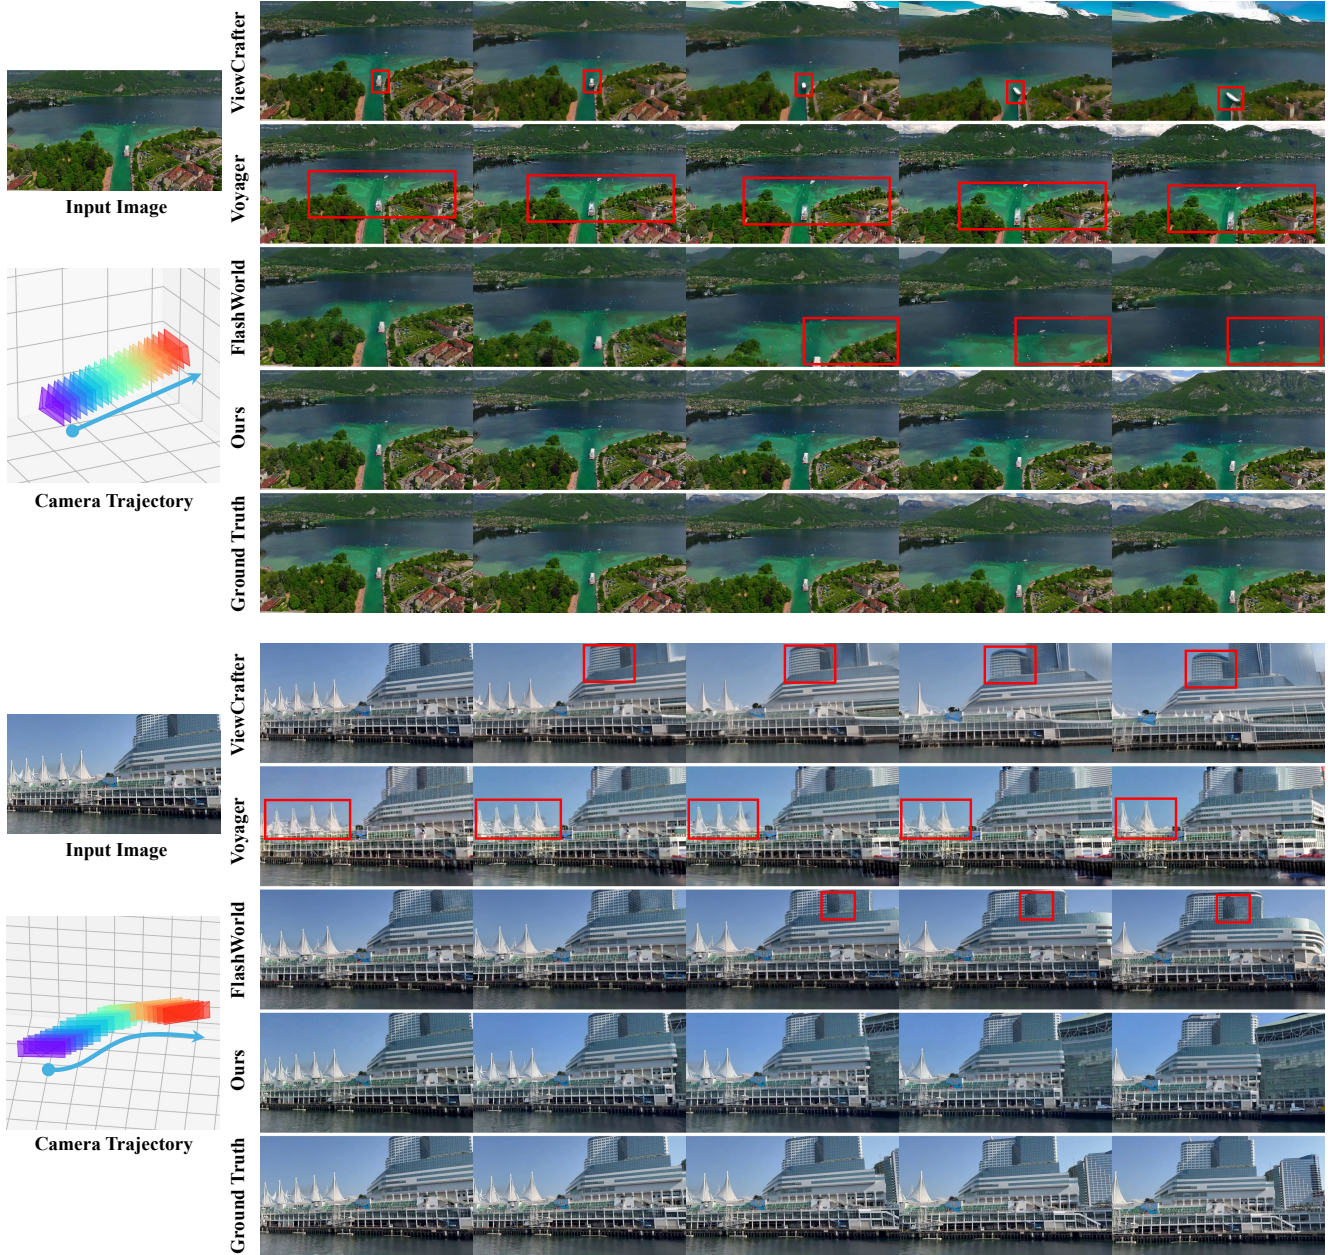 ViewCrafter
Voyager
Input Image
FlashWorld
Ours
Camera Trajectory
Ground Truth
ViewCrafter
Voyager
Input Image
FlashWorld
Ours
Camera Trajectory
Ground Truth